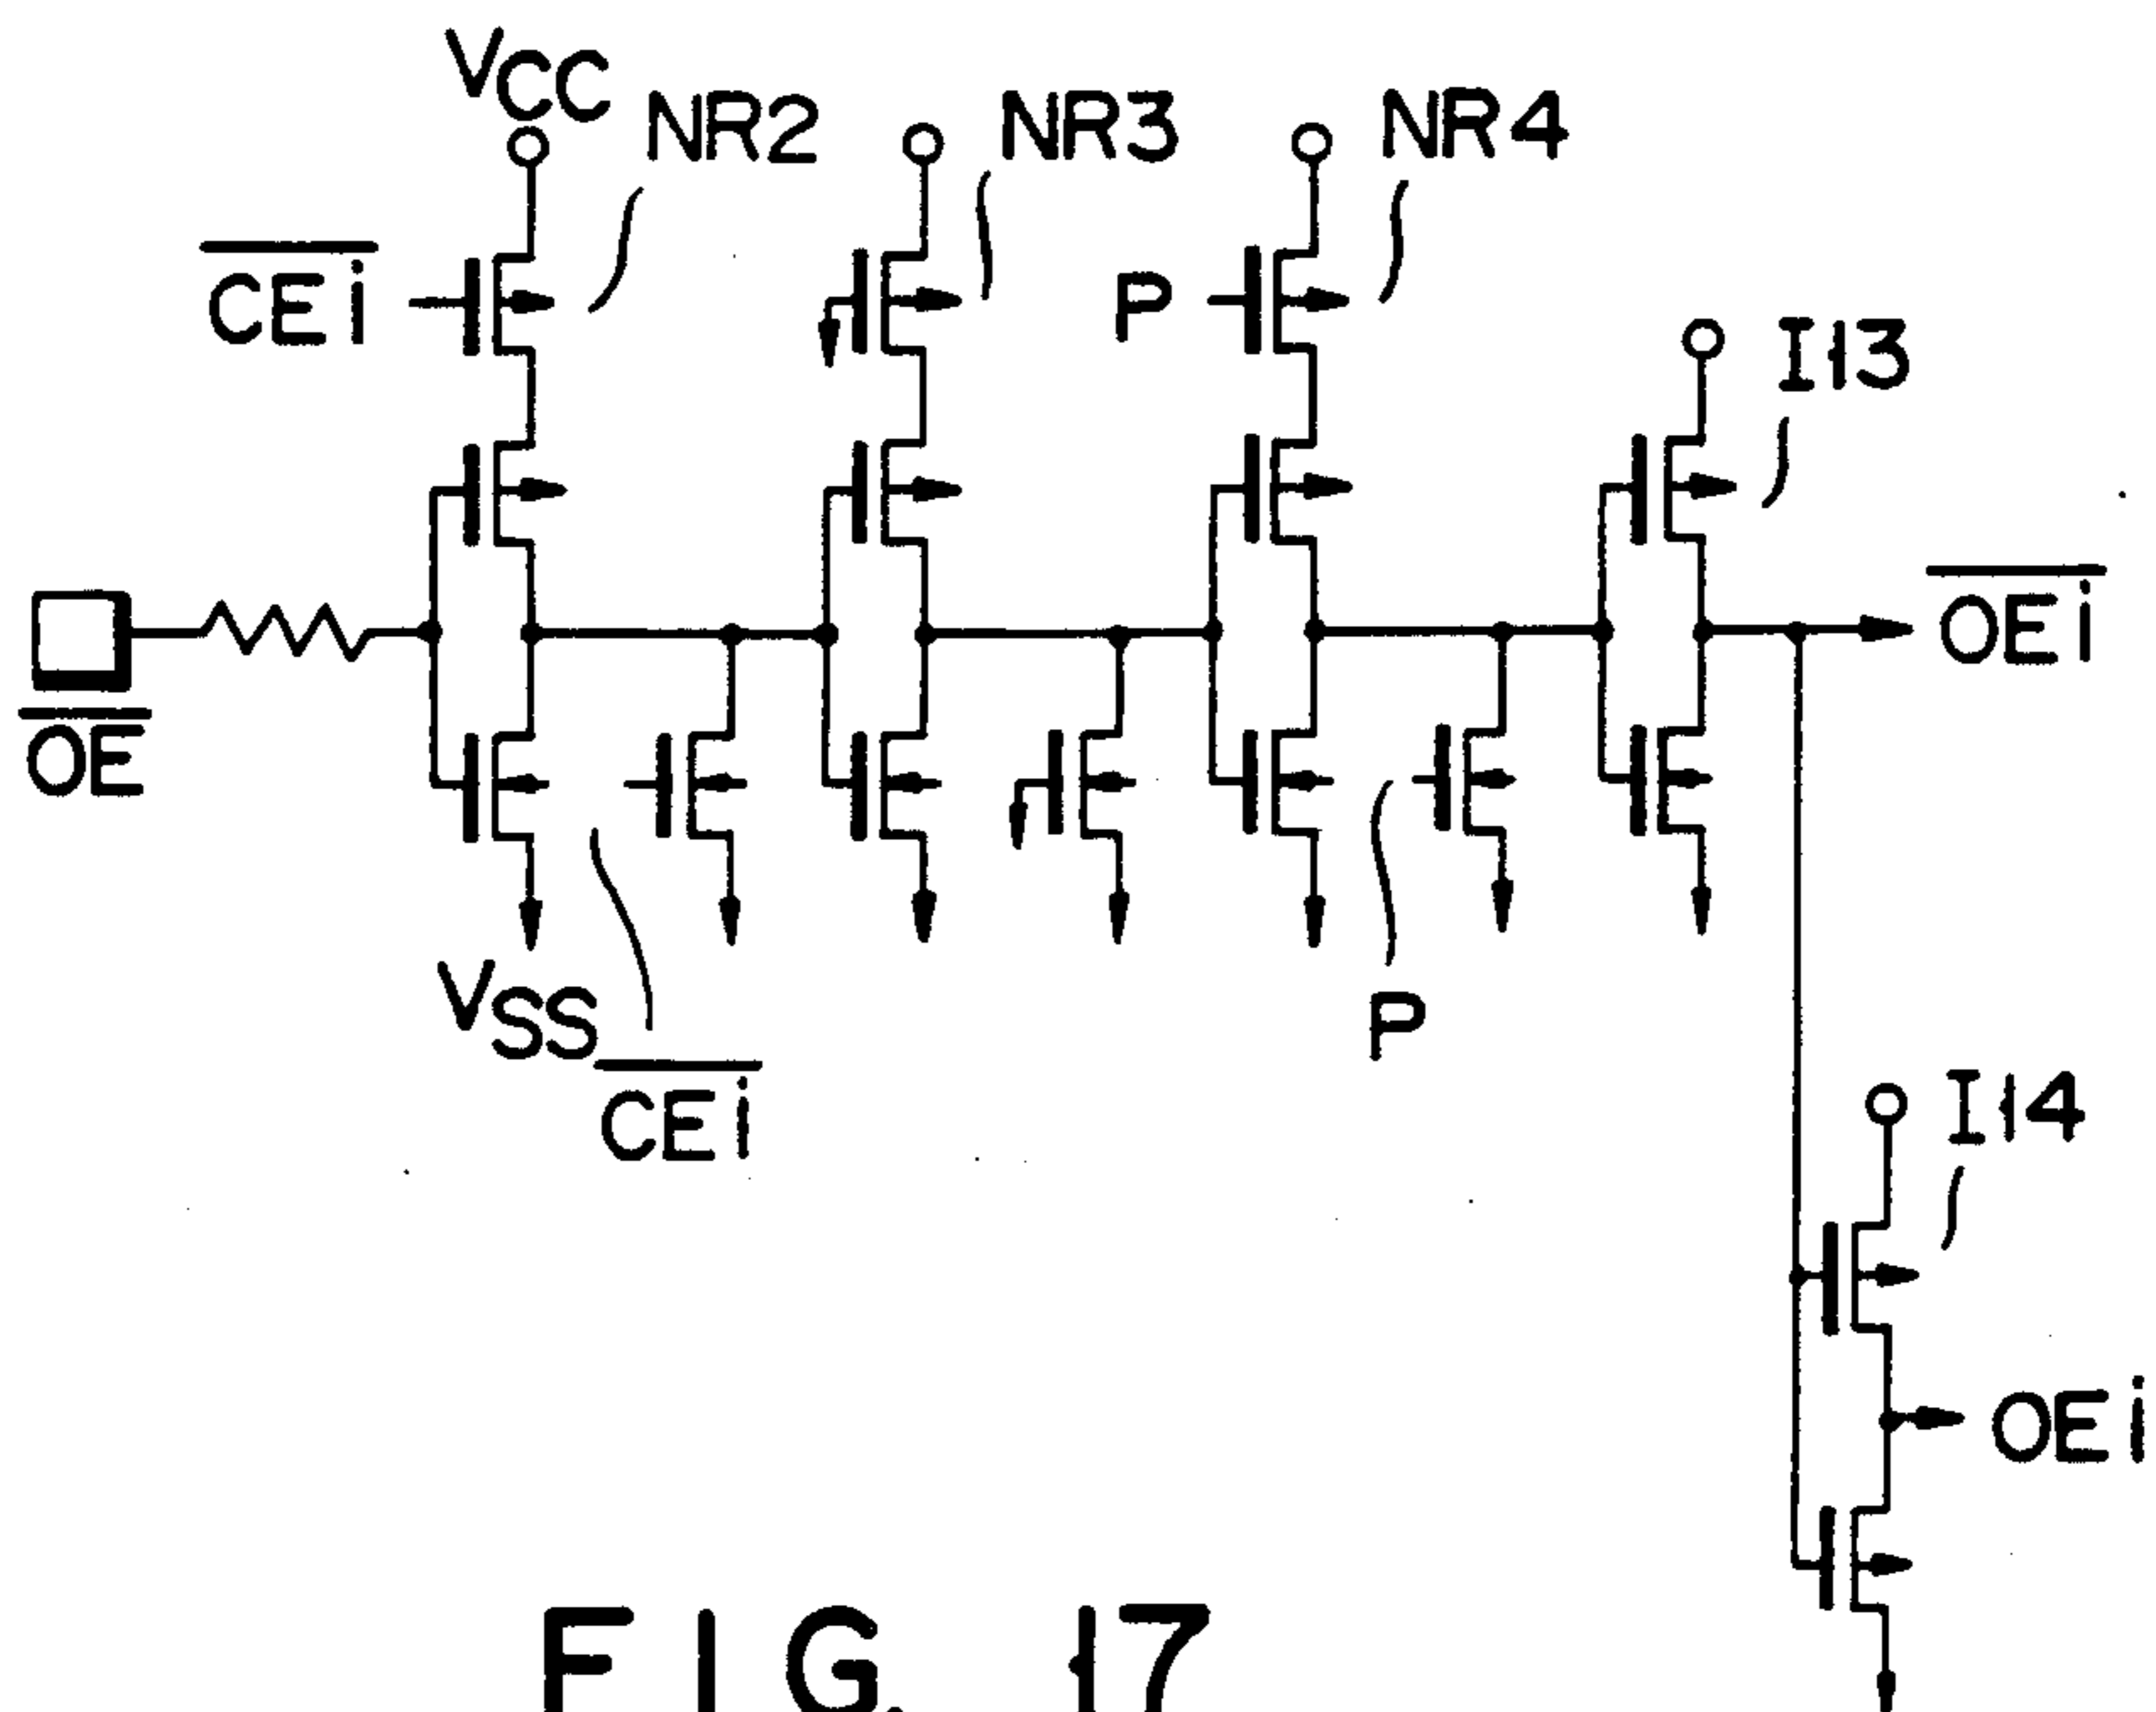 VCC
NR2
NR3
NR4
CEi
P
I13
OEi
OE
VSS
CEi
P
I14
OEi
FIG. 17